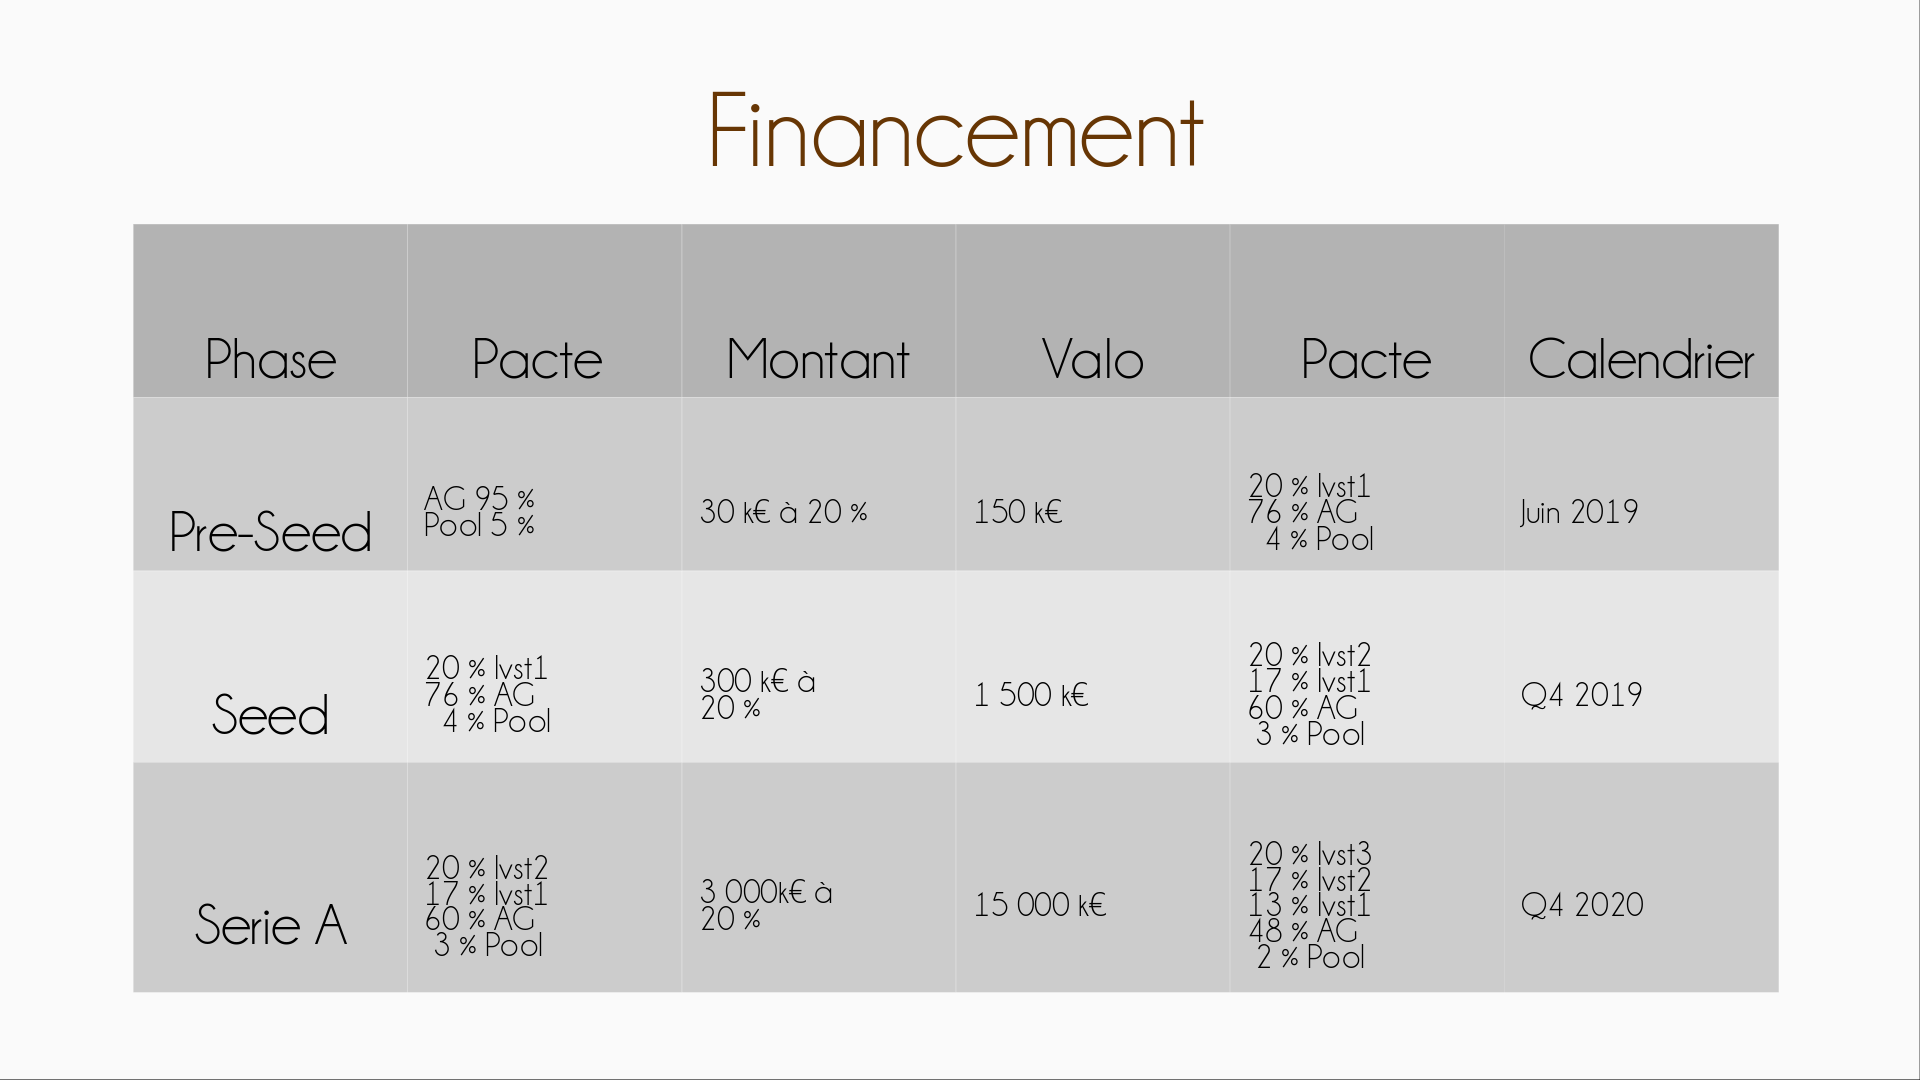 Financement
Phase
Pacte
Montant
Valo
Pacte
Calendrier
Pre-Seed
AG 95 %
Pool 5 %
30 k€ à 20 %
150 k€
20 % Ivst1
76 % AG
4 % Pool
Juin 2019
Seed
20 % Ivst1
76 % AG
4 % Pool
300 k€ à
20 %
1 500 k€
20 % Ivst2
17 % Ivst1
60 % AG
3 % Pool
Q4 2019
Serie A
20 % Ivst2
17 % Ivst1
60 % AG
3 % Pool
3 000k€ à
20 %
15 000 k€
20 % Ivst3
17 % Ivst2
13 % Ivst1
48 % AG
2 % Pool
Q4 2020